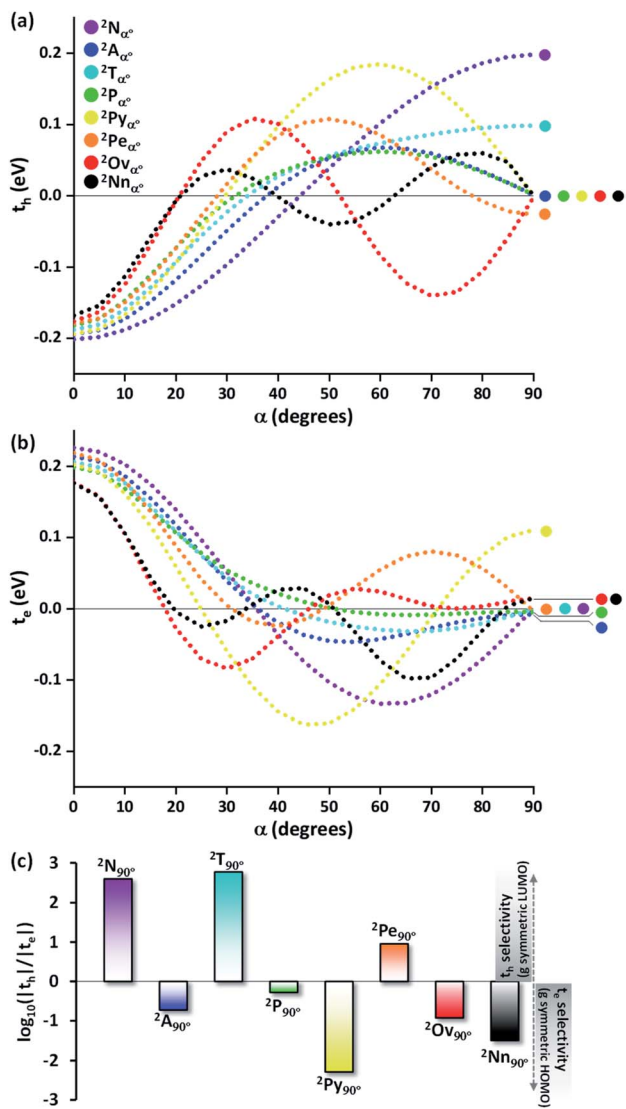 (a)
²Nα°
²Aα°
²Tα°
²Pα°
²Pyα°
²Peα°
²Ovα°
²Nnα°
0.2
0.1
0.0
-0.1
-0.2
tₕ (eV)
0 10 20 30 40 50 60 70 80 90
α (degrees)
(b)
0.2
0.1
0.0
-0.1
-0.2
tₑ (eV)
0 10 20 30 40 50 60 70 80 90
α (degrees)
(c)
3
2
1
0
-1
-2
-3
log₁₀(|tₕ|/|tₑ|)
²N90°
²A90°
²T90°
²P90°
²Py90°
²Pe90°
²Ov90°
²Nn90°
tₕ selectivity
(g symmetric LUMO)
tₑ selectivity
(g symmetric HOMO)